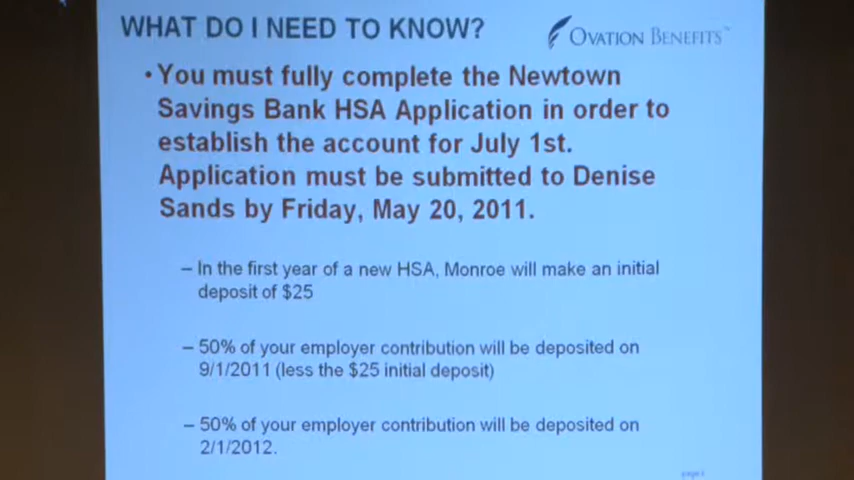 WHAT DO I NEED TO KNOW?
OVATION BENEFITS™
• You must fully complete the Newtown
Savings Bank HSA Application in order to
establish the account for July 1st.
Application must be submitted to Denise
Sands by Friday, May 20, 2011.
– In the first year of a new HSA, Monroe will make an initial
deposit of $25
– 50% of your employer contribution will be deposited on
9/1/2011 (less the $25 initial deposit)
– 50% of your employer contribution will be deposited on
2/1/2012.